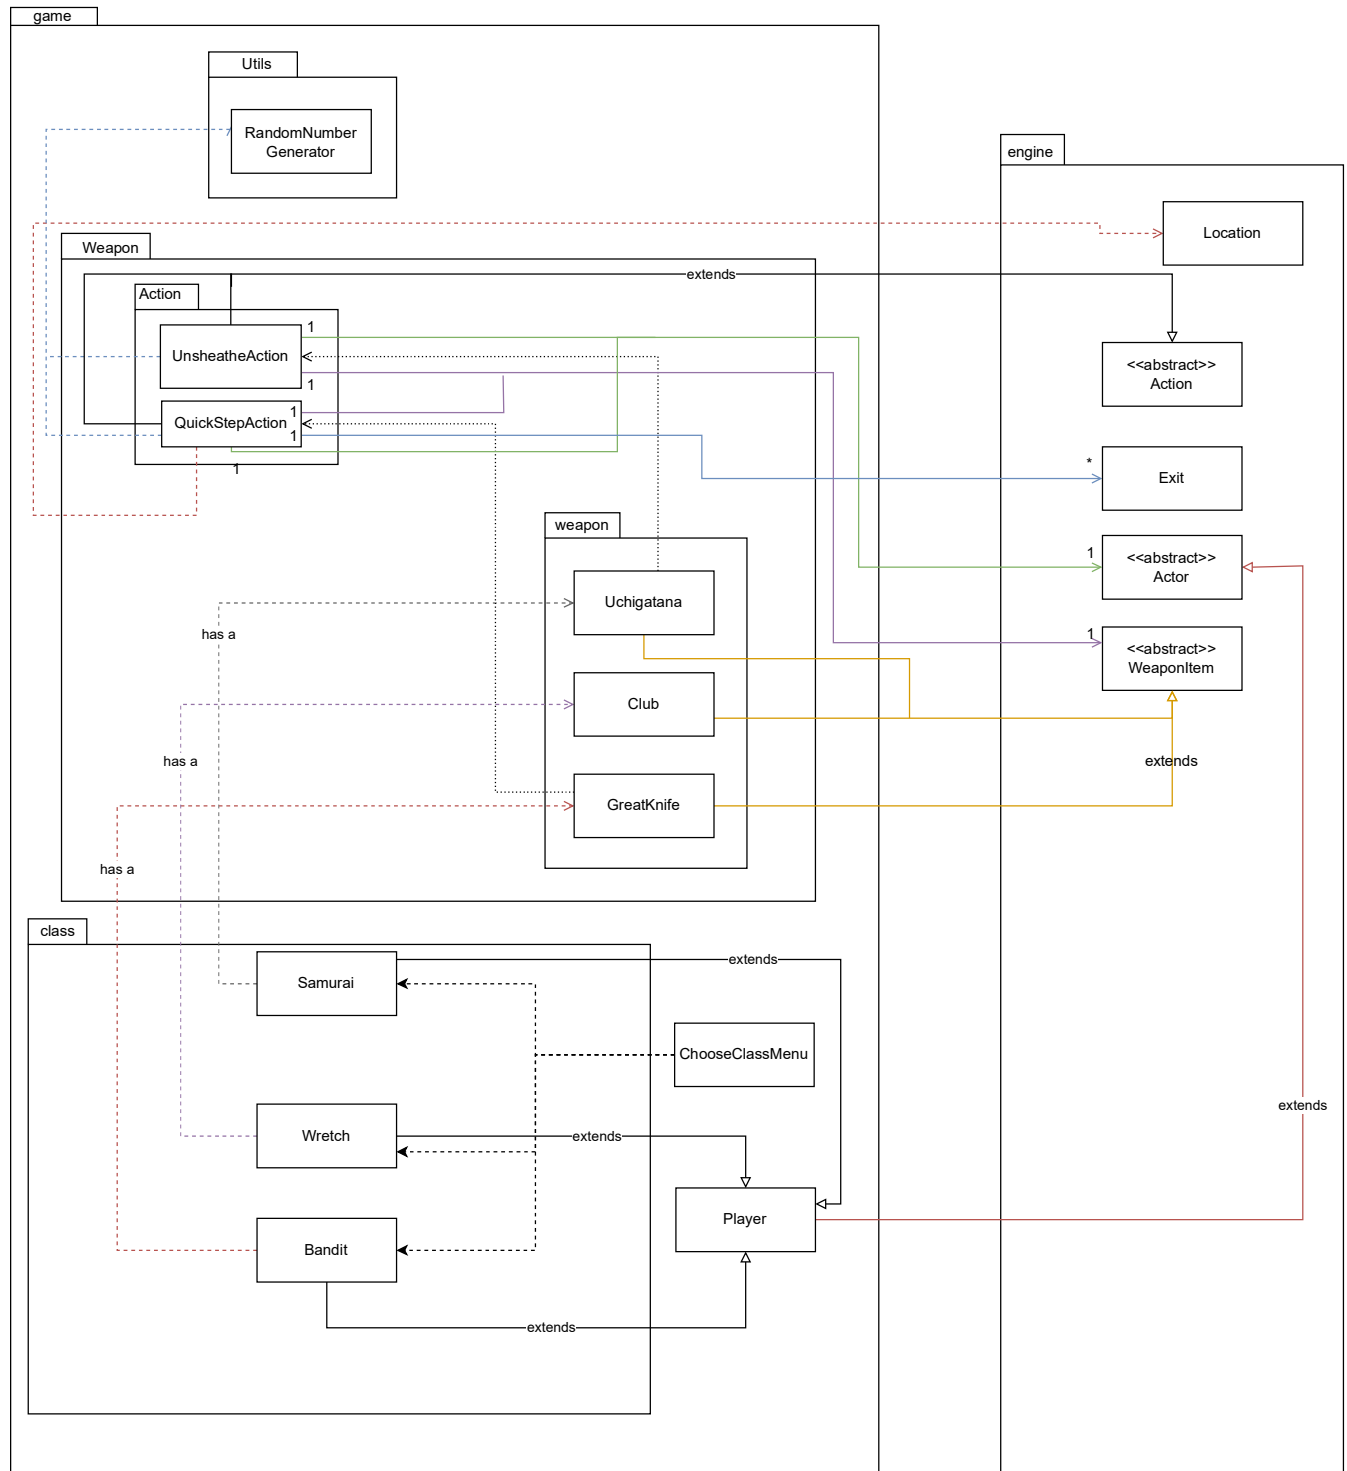 game
Utils
RandomNumber
Generator
engine
Location
Weapon
extends
Action
1
UnsheatheAction
1
<<abstract>>
Action
1
QuickStepAction
1
1
*
Exit
weapon
1
<<abstract>>
Actor
Uchigatana
has a
1
<<abstract>>
WeaponItem
Club
has a
extends
GreatKnife
has a
class
Samurai
extends
ChooseClassMenu
extends
Wretch
extends
Player
Bandit
extends